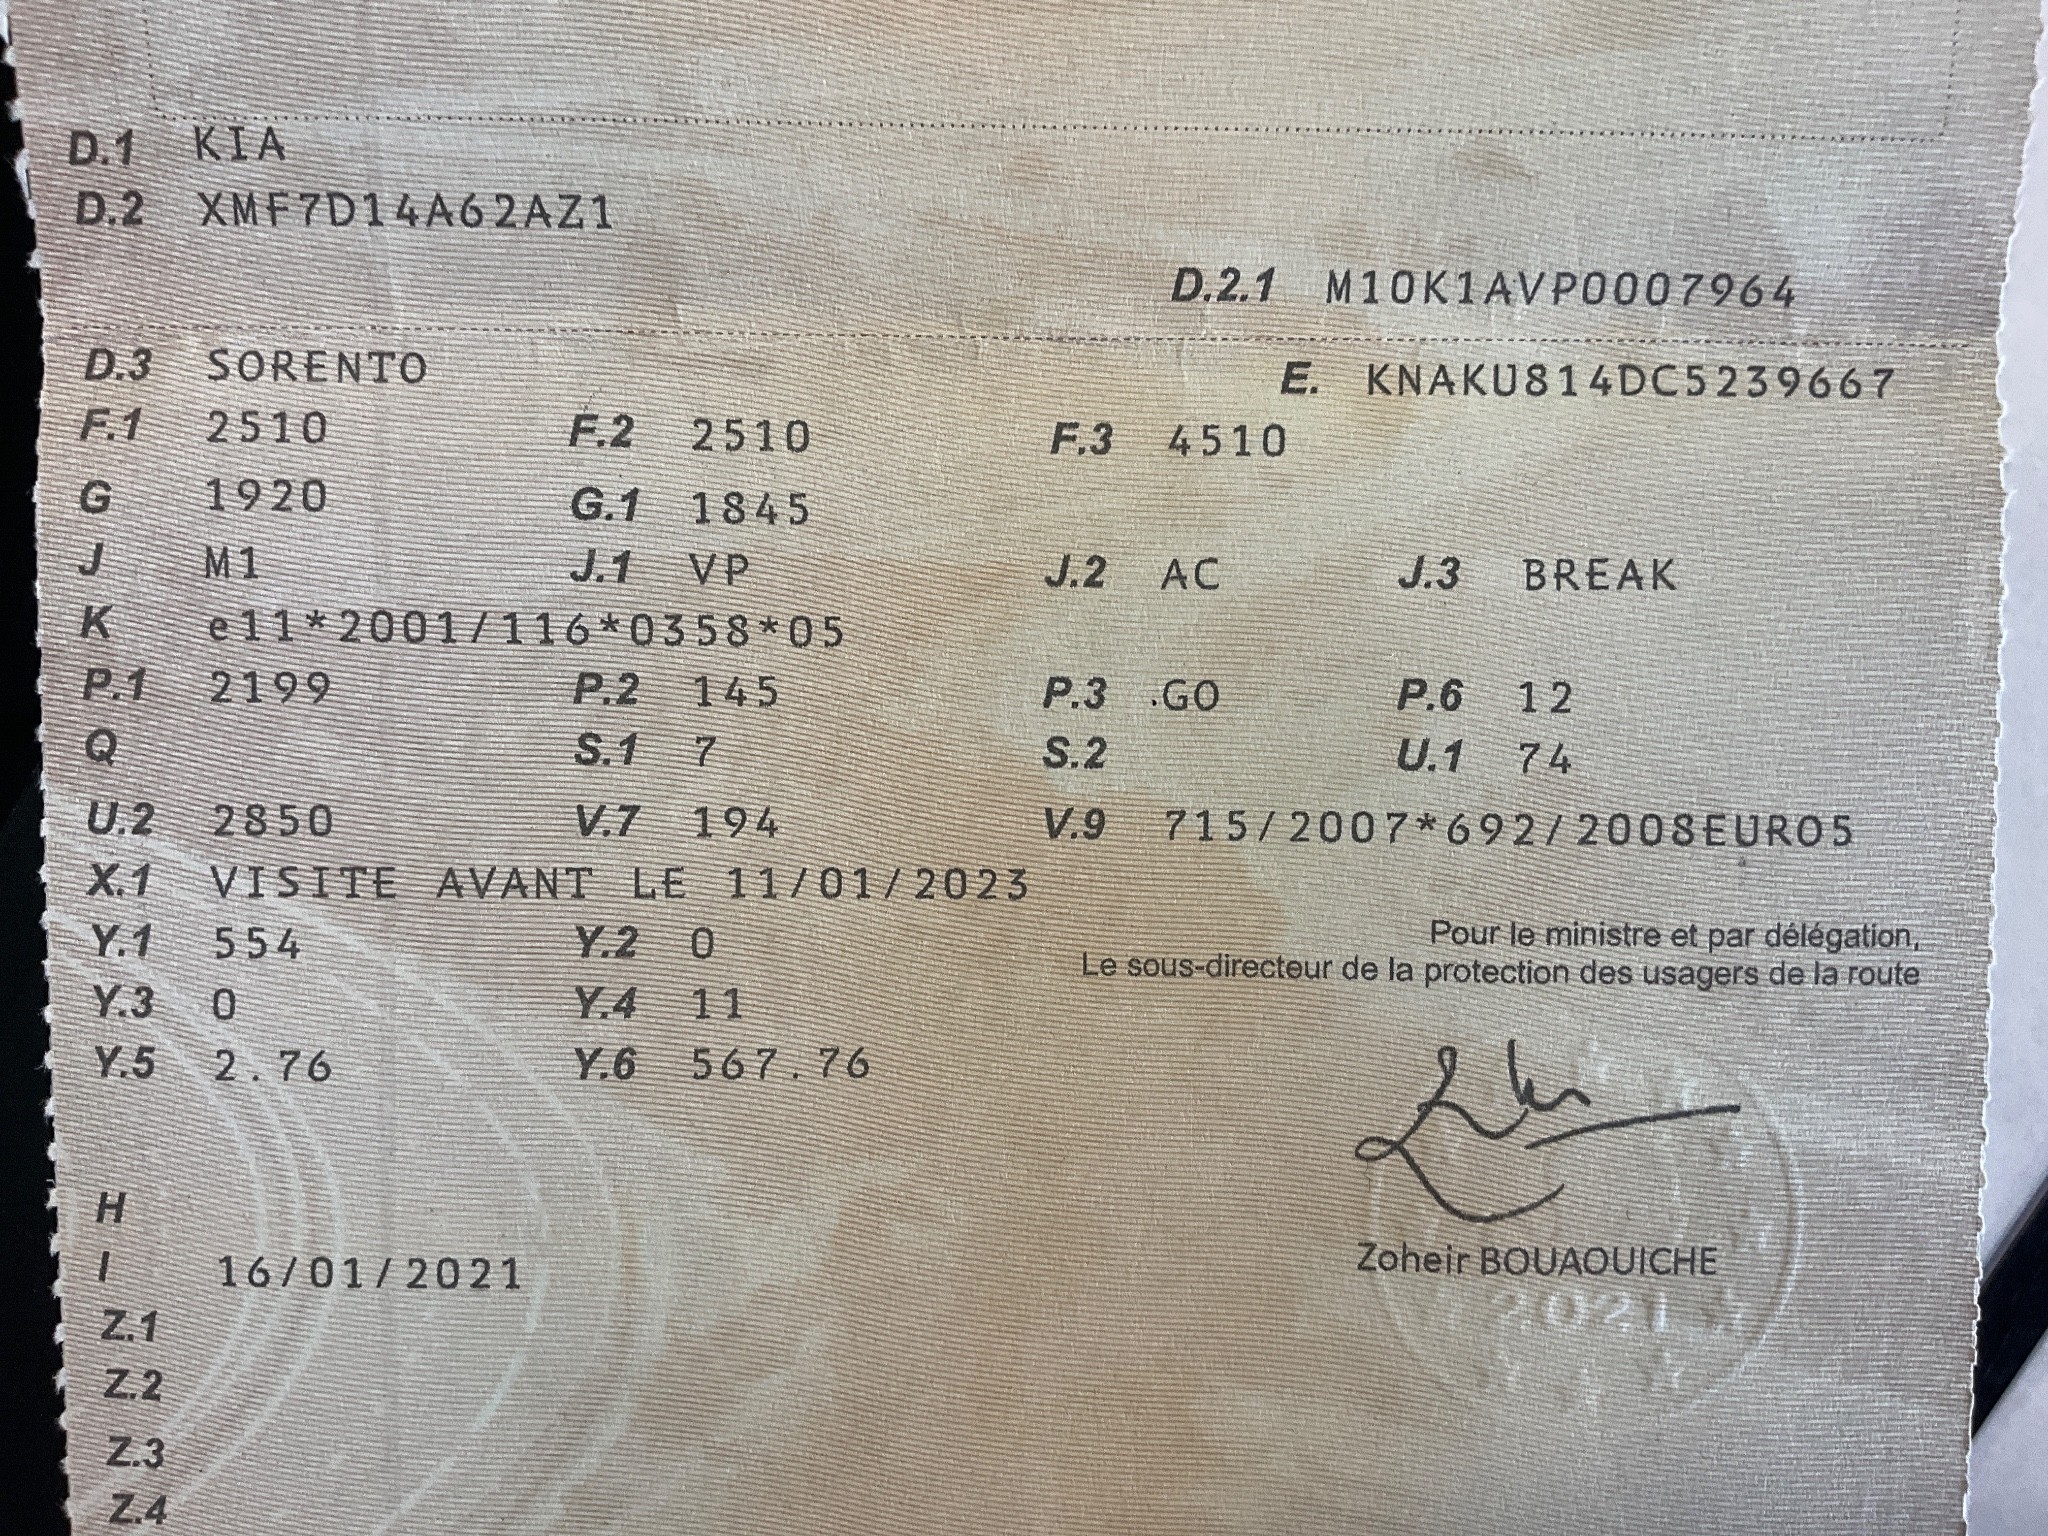 D.1 KIA
D.2 XMF7D14A62AZ1
D.2.1 M10K1AVP0007964
D.3 SORENTO E. KNAKU814DC5239667
F.1 2510 F.2 2510 F.3 4510
G 1920 G.1 1845
J M1 J.1 VP J.2 AC J.3 BREAK
K e11*2001/116*0358*05
P.1 2199 P.2 145 P.3 .GO P.6 12
Q S.1 7 S.2 U.1 74
U.2 2850 V.7 194 V.9 715/2007*692/2008EURO5
X.1 VISITE AVANT LE 11/01/2023
Y.1 554 Y.2 0
Pour le ministre et par délégation,
Le sous-directeur de la protection des usagers de la route
Y.3 0 Y.4 11
Y.5 2.76 Y.6 567.76
H
Zoheir BOUAOUICHE
I 16/01/2021
Z.1
Z.2
Z.3
Z.4